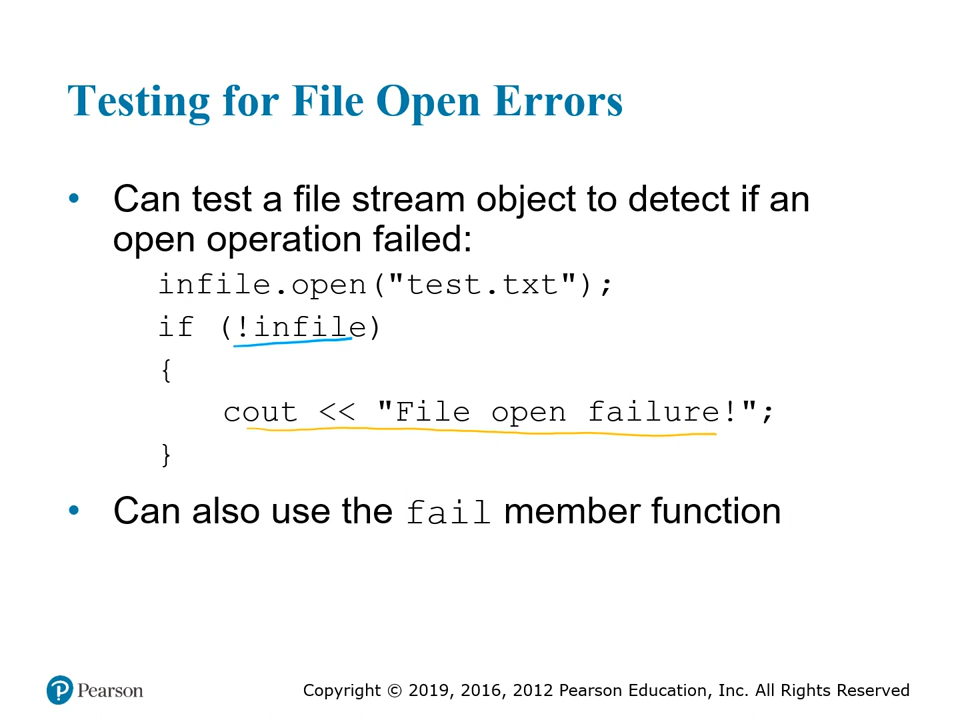 Testing for File Open Errors
• Can test a file stream object to detect if an
open operation failed:
infile.open("test.txt");
if (!infile)
{
cout << "File open failure!";
}
• Can also use the fail member function
Pearson
Copyright © 2019, 2016, 2012 Pearson Education, Inc. All Rights Reserved